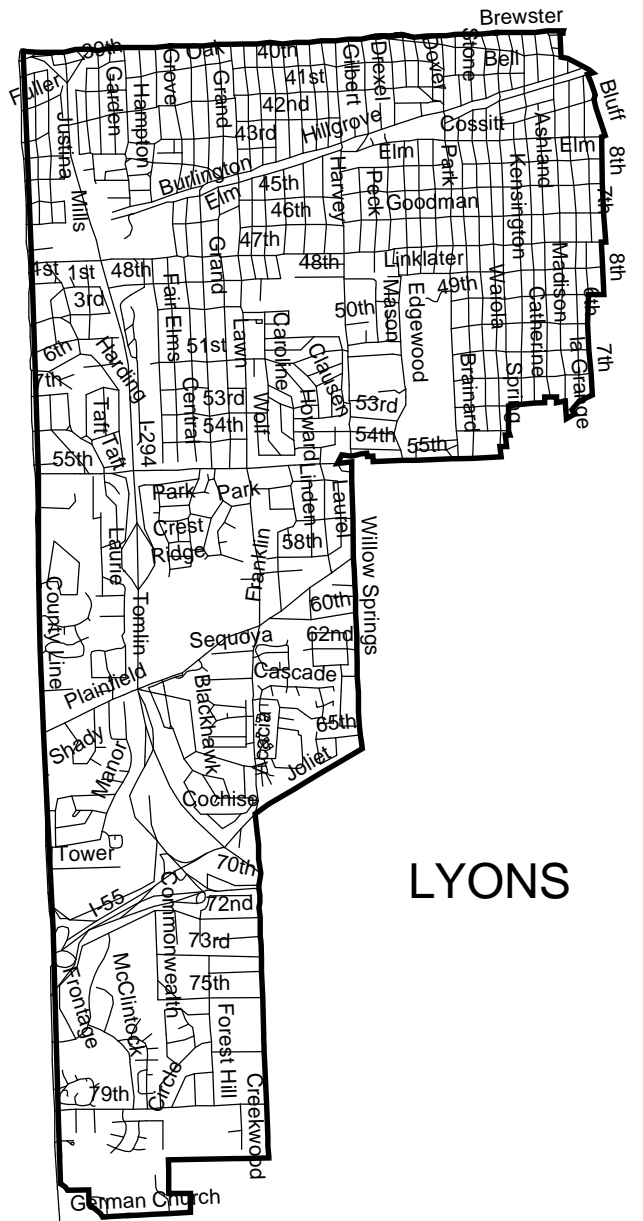 Brewster
39th
Oak
40th
Grove
Grand
Gilbert
Drexel
Dexter
Stone
Bell
Fuller
Garden
Hampton
41st
42nd
43rd
Hillgrove
Cossitt
Bluff
Justina
Ashland
Elm
8th
Burlington
Elm
Elm
Park
Kensington
Mills
45th
46th
47th
Harvey
Peck
Goodman
7th
Grand
48th
48th
Linklater
8th
1st
1st
3rd
Fair Elms
Mason
Edgewood
49th
Waiola
Catherine
Madison
6th
50th
6th
7th
Harding
51st
Lawn
Caroline
Clausen
la Grange
7th
Taft
Taft
I-294
Central
53rd
54th
Wolf
Howard
53rd
54th
55th
Brainard
Spring
55th
Park
Park
Crest
Ridge
Linden
Laurel
Willow Springs
Laurie
Franklin
58th
County Line
Tomlin
60th
62nd
Sequoya
Plainfield
Blackhawk
Cascade
Acacia
65th
Shady
Manor
Joliet
Cochise
Tower
70th
LYONS
I-55
Commonwealth
72nd
73rd
75th
Frontage
McClintock
Forest Hill
Circle
79th
Creekwood
German Church